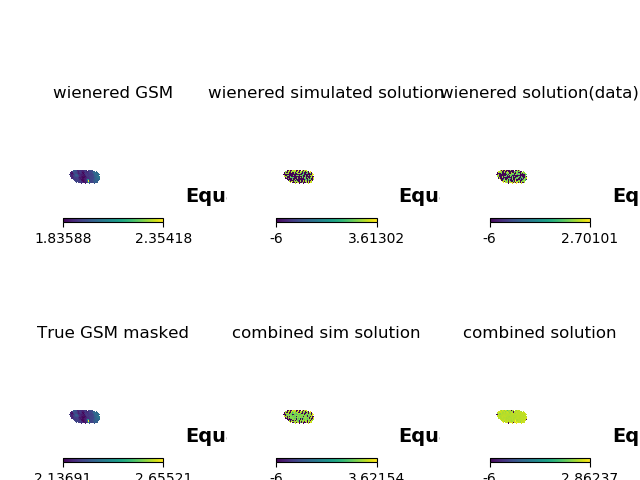 wienered GSM wienered simulated solution wienered solution(data)
Equ Equ Eq
1.83588 2.35418 -6 3.61302 -6 2.70101
True GSM masked combined sim solution combined solution
Equ Equ Eq
2.13691 2.65521 -6 3.62154 -6 2.86237